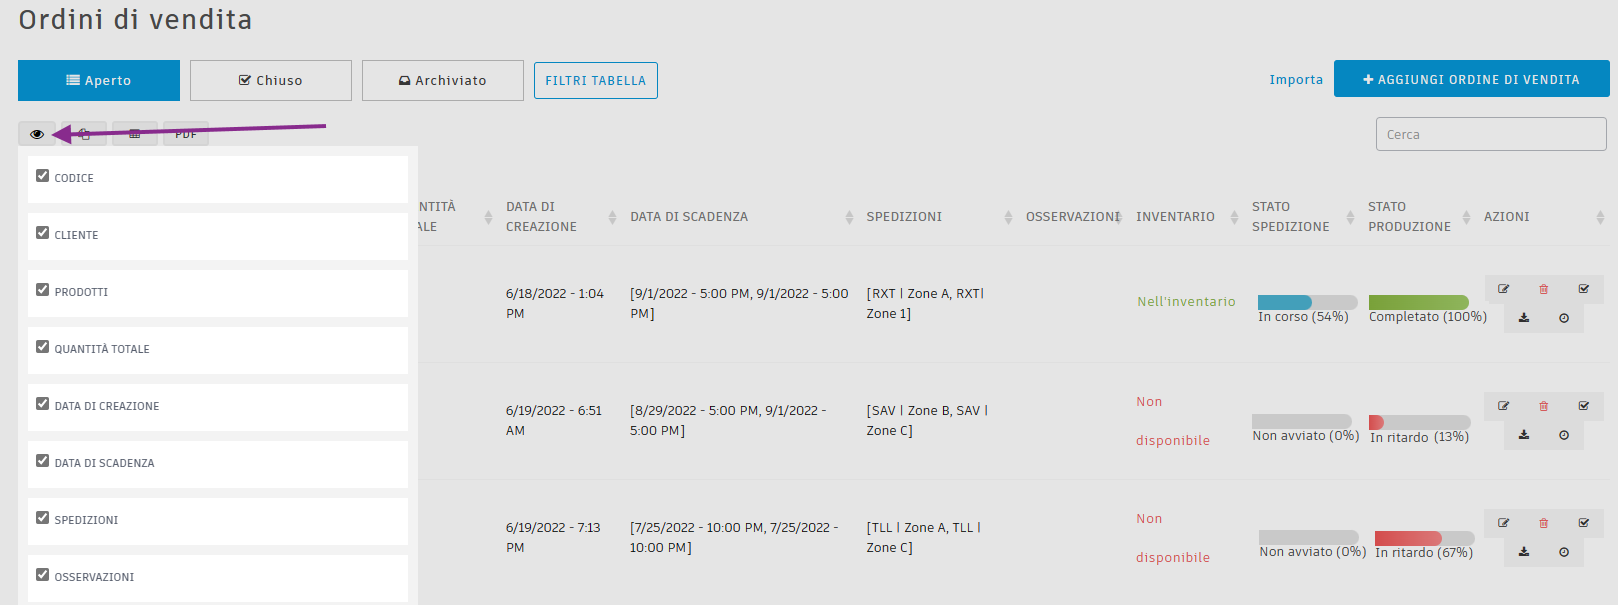 Ordini di vendita
Aperto
Chiuso
Archiviato
FILTRI TABELLA
Importa
AGGIUNGI ORDINE DI VENDITA
PDF
Cerca
CODICE
CLIENTE
PRODOTTI
QUANTITÀ TOTALE
DATA DI CREAZIONE
DATA DI SCADENZA
SPEDIZIONI
OSSERVAZIONI
NTITÀ
ALE
DATA DI
CREAZIONE
DATA DI SCADENZA
SPEDIZIONI
OSSERVAZIONI
INVENTARIO
STATO
SPEDIZIONE
STATO
PRODUZIONE
AZIONI
6/18/2022 - 1:04
PM
[9/1/2022 - 5:00 PM, 9/1/2022 - 5:00
PM]
[RXT | Zone A, RXT|
Zone 1]
Nell'inventario
In corso (54%)
Completato (100%)
6/19/2022 - 6:51
AM
[8/29/2022 - 5:00 PM, 9/1/2022 -
5:00 PM]
[SAV | Zone B, SAV |
Zone C]
Non
disponibile
Non avviato (0%)
In ritardo (13%)
6/19/2022 - 7:13
PM
[7/25/2022 - 10:00 PM, 7/25/2022 -
10:00 PM]
[TLL | Zone A, TLL |
Zone C]
Non
disponibile
Non avviato (0%)
In ritardo (67%)